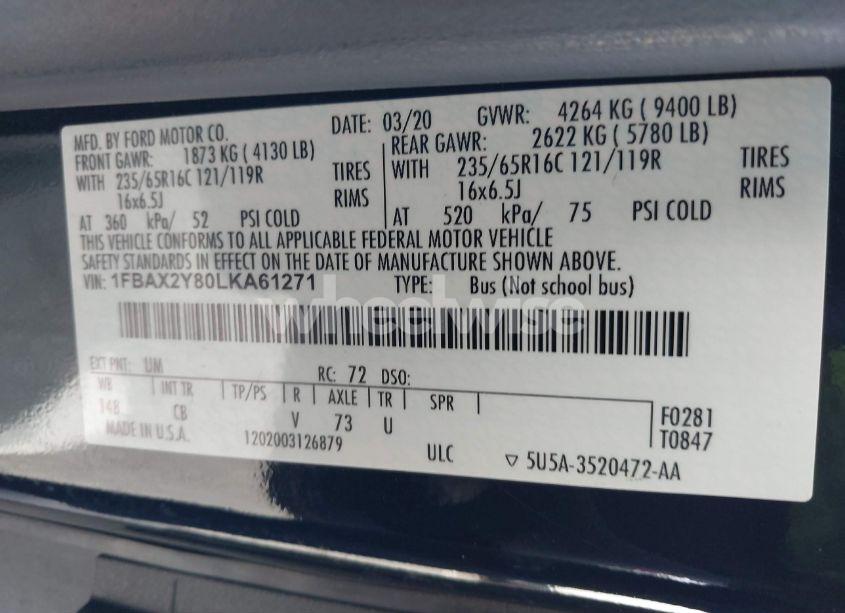 MFD. BY FORD MOTOR CO. DATE: 03/20 GVWR: 4264 KG ( 9400 LB)
FRONT GAWR: 1873 KG ( 4130 LB) REAR GAWR: 2622 KG ( 5780 LB)
WITH 235/65R16C 121/119R TIRES WITH 235/65R16C 121/119R TIRES
16x6.5J RIMS 16x6.5J RIMS
AT 360 kPa/ 52 PSI COLD AT 520 kPa/ 75 PSI COLD
THIS VEHICLE CONFORMS TO ALL APPLICABLE FEDERAL MOTOR VEHICLE
SAFETY STANDARDS IN EFFECT ON THE DATE OF MANUFACTURE SHOWN ABOVE.
VIN: 1FBAX2Y80LKA61271 TYPE: Bus (Not school bus)
wheelwise
EXT PNT: UM RC: 72 DSO:
WB INT TR TP/PS R AXLE TR SPR
148 CB V 73 U F0281
MADE IN U.S.A. 1202003126879 T0847
ULC ▽ 5U5A-3520472-AA